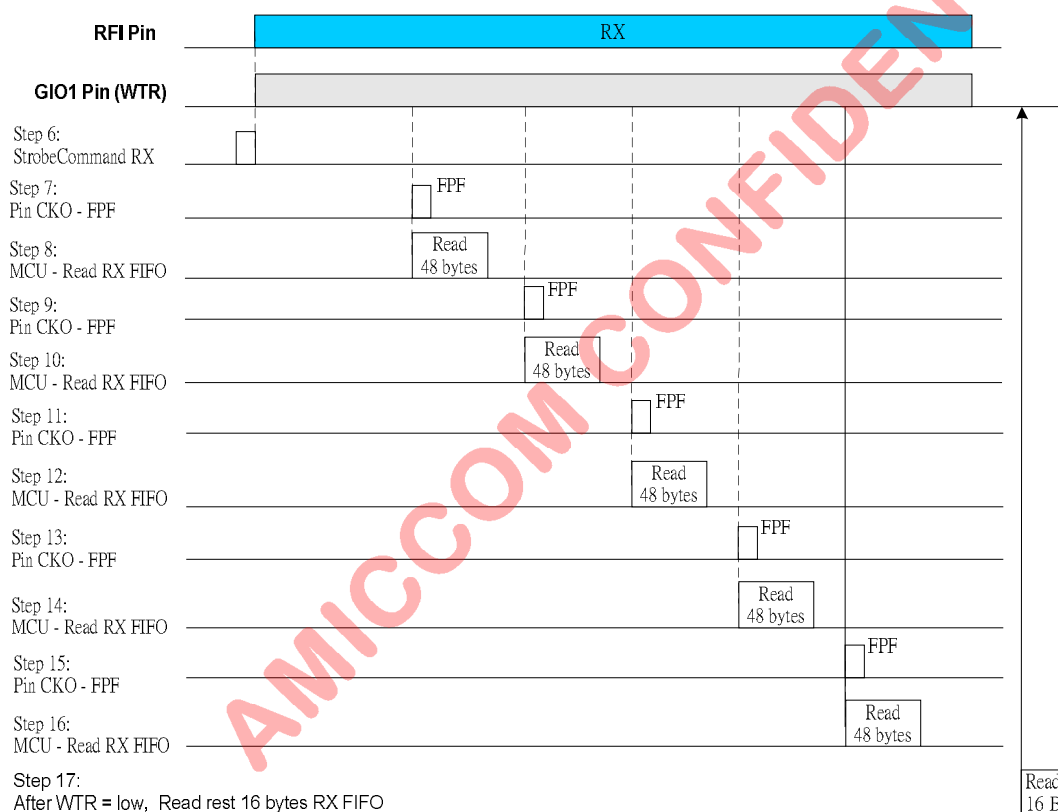 RFI Pin
RX
GIO1 Pin (WTR)
Step 6:
StrobeCommand RX
Step 7:
Pin CKO - FPF
FPF
Step 8:
MCU - Read RX FIFO
Read
48 bytes
Step 9:
Pin CKO - FPF
FPF
Step 10:
MCU - Read RX FIFO
Read
48 bytes
Step 11:
Pin CKO - FPF
FPF
Step 12:
MCU - Read RX FIFO
Read
48 bytes
Step 13:
Pin CKO - FPF
FPF
Step 14:
MCU - Read RX FIFO
Read
48 bytes
Step 15:
Pin CKO - FPF
FPF
Step 16:
MCU - Read RX FIFO
Read
48 bytes
Step 17:
After WTR = low, Read rest 16 bytes RX FIFO
Read
16 B
AMICCOM CONFIDEN